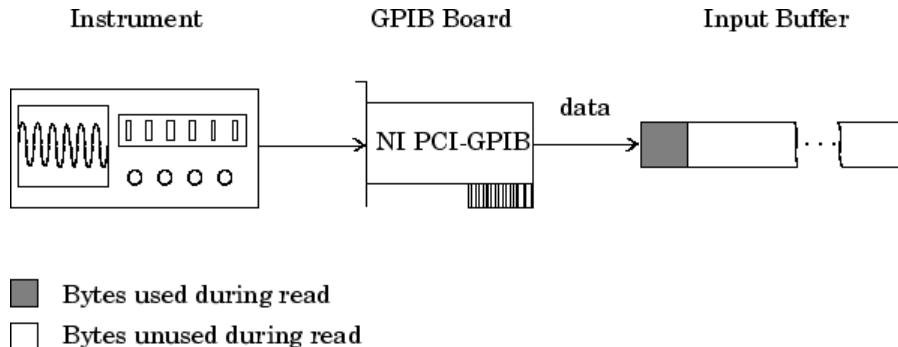 Instrument
GPIB Board
Input Buffer
NI PCI-GPIB
data
Bytes used during read
Bytes unused during read